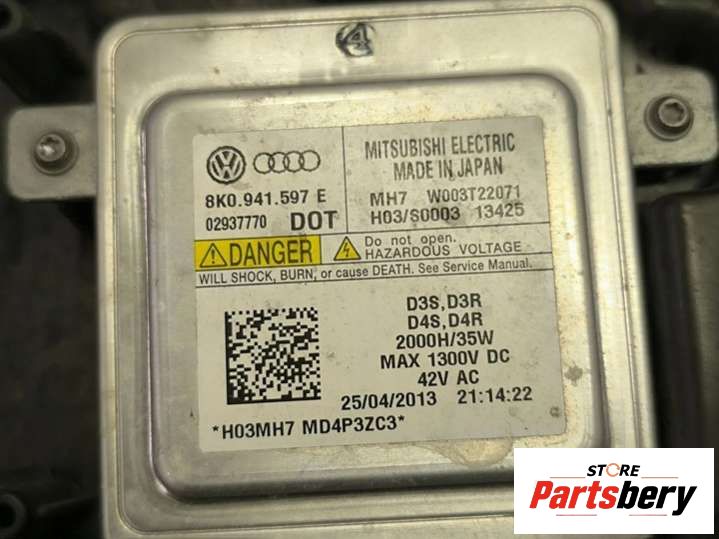 4
MITSUBISHI ELECTRIC
MADE IN JAPAN
8K0.941.597 E
02937770 DOT
MH7 W003T22071
H03/S0003 13425
DANGER
Do not open.
HAZARDOUS VOLTAGE
WILL SHOCK, BURN, or cause DEATH. See Service Manual.
D3S,D3R
D4S,D4R
2000H/35W
MAX 1300V DC
42V AC
25/04/2013 21:14:22
*H03MH7 MD4P3ZC3*
STORE
Partsbery